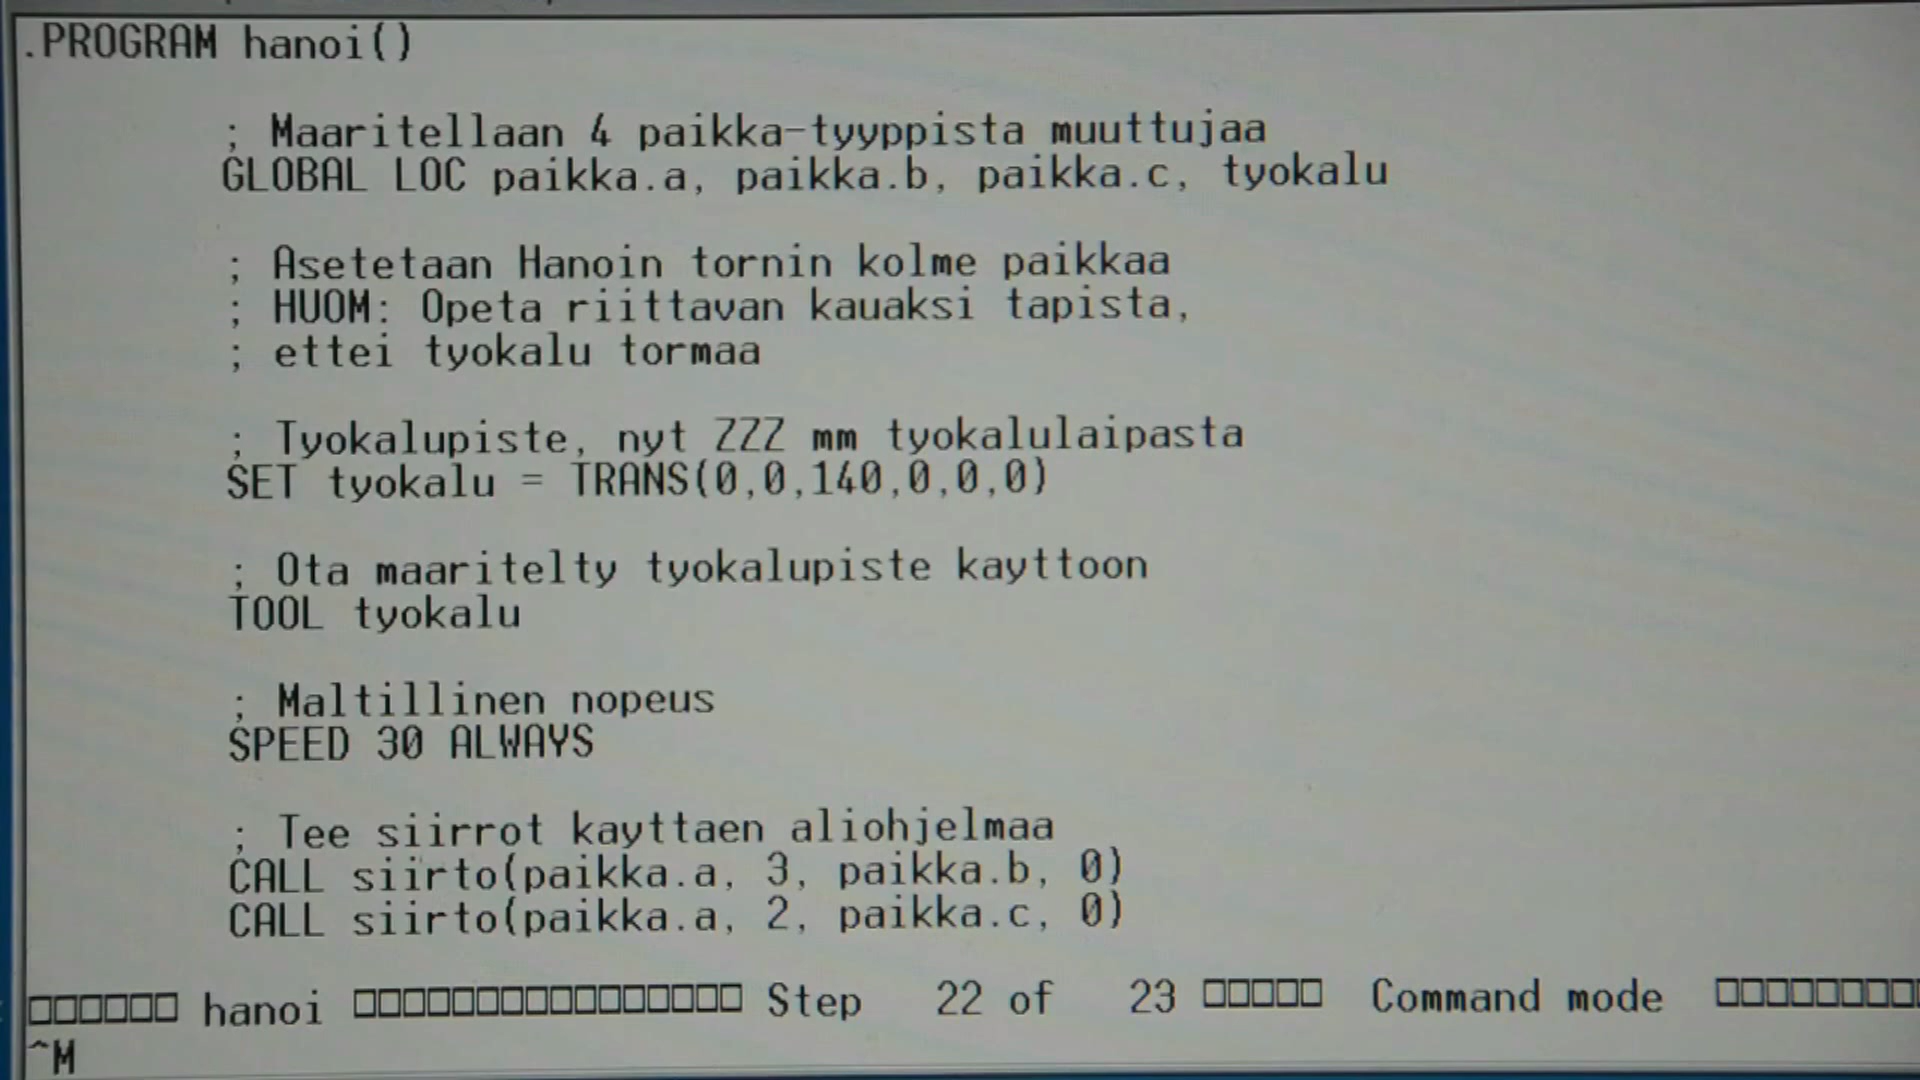 .PROGRAM hanoi()
; Maaritellaan 4 paikka-tyyppista muuttujaa
GLOBAL LOC paikka.a, paikka.b, paikka.c, tyokalu
; Asetetaan Hanoin tornin kolme paikkaa
; HUOM: Opeta riittavan kauaksi tapista,
; ettei tyokalu tormaa
; Tyokalupiste, nyt ZZZ mm tyokalulaipasta
SET tyokalu = TRANS(0,0,140,0,0,0)
; Ota maaritelty tyokalupiste kayttoon
TOOL tyokalu
; Maltillinen nopeus
SPEED 30 ALWAYS
; Tee siirrot kayttaen aliohjelmaa
CALL siirto(paikka.a, 3, paikka.b, 0)
CALL siirto(paikka.a, 2, paikka.c, 0)
hanoi Step 22 of 23 Command mode
^M